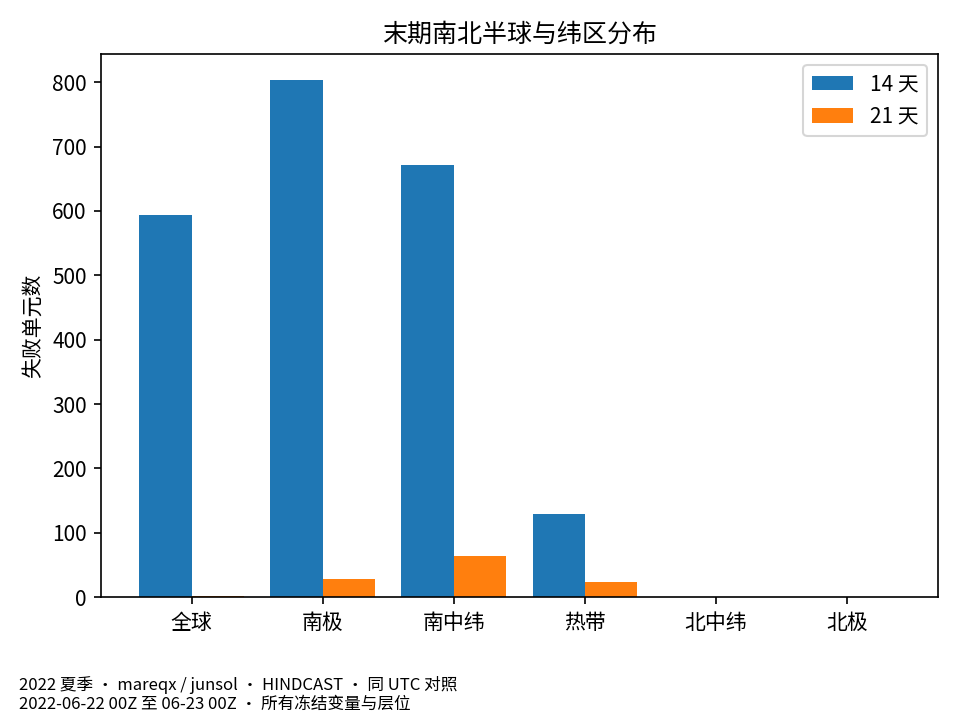 末期南北半球与纬区分布
14 天
21 天
失败单元数
800
700
600
500
400
300
200
100
0
全球 南极 南中纬 热带 北中纬 北极
2022 夏季 · mareqx / junsol · HINDCAST · 同 UTC 对照
2022-06-22 00Z 至 06-23 00Z · 所有冻结变量与层位